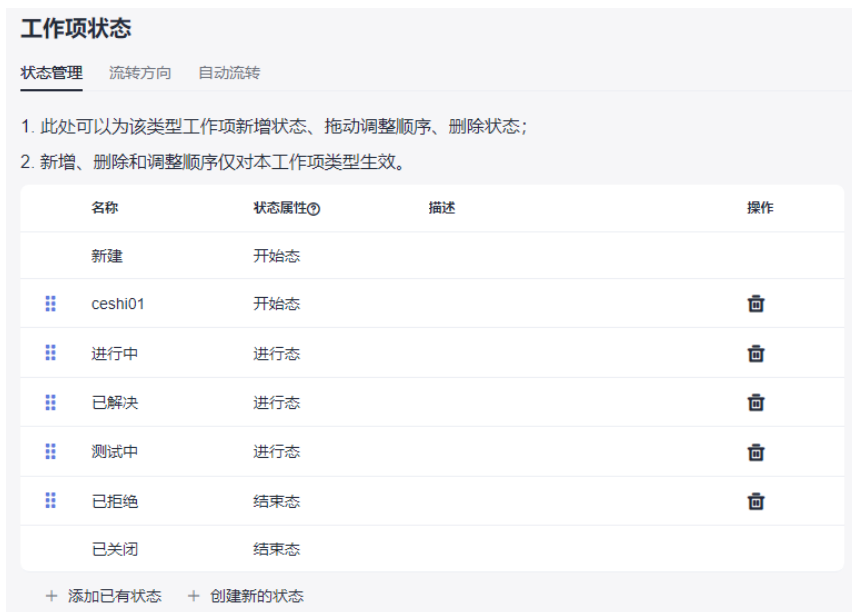 工作项状态
状态管理 流转方向 自动流转
1. 此处可以为该类型工作项新增状态、拖动调整顺序、删除状态；
2. 新增、删除和调整顺序仅对本工作项类型生效。
名称 状态属性 描述 操作
新建 开始态
ceshi01 开始态
进行中 进行态
已解决 进行态
测试中 进行态
已拒绝 结束态
已关闭 结束态
+ 添加已有状态 + 创建新的状态